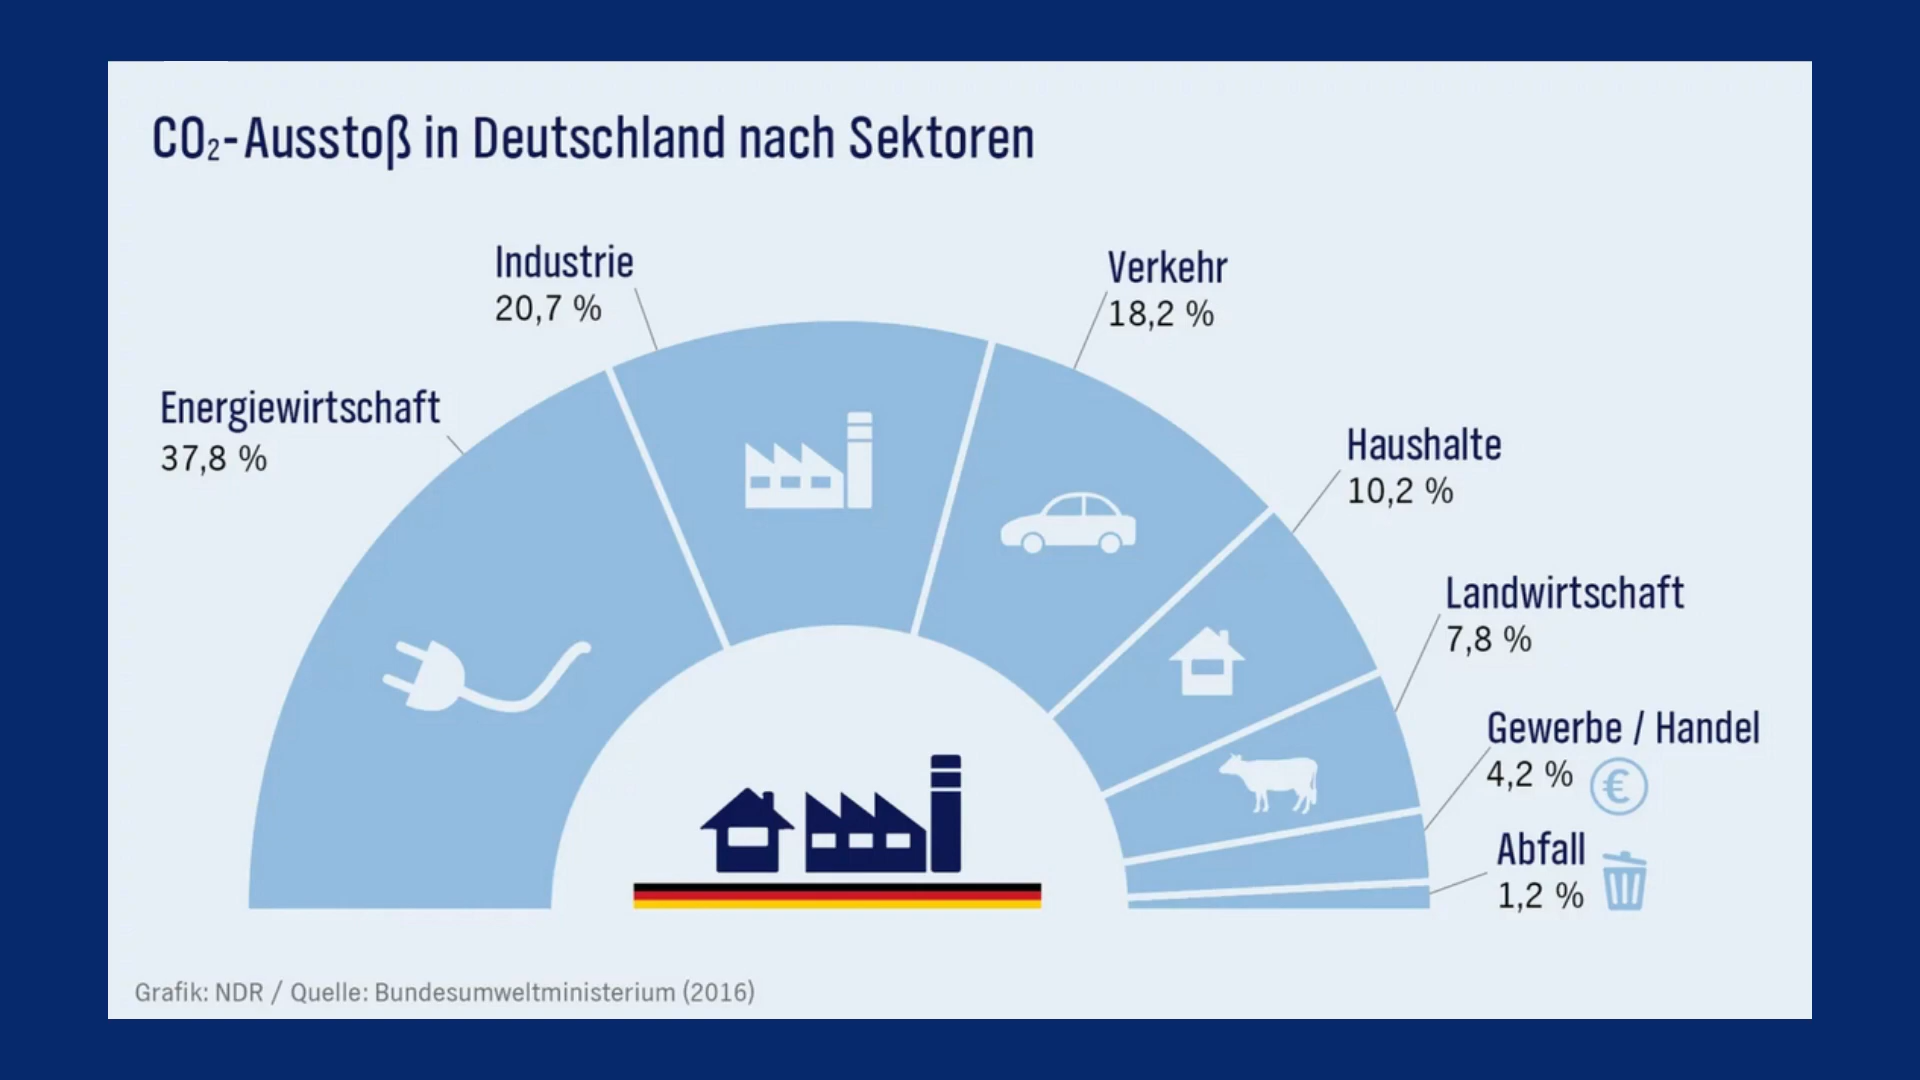 CO₂-Ausstoß in Deutschland nach Sektoren
Industrie
20,7 %
Verkehr
18,2 %
Energiewirtschaft
37,8 %
Haushalte
10,2 %
Landwirtschaft
7,8 %
Gewerbe / Handel
4,2 %
€
Abfall
1,2 %
Grafik: NDR / Quelle: Bundesumweltministerium (2016)